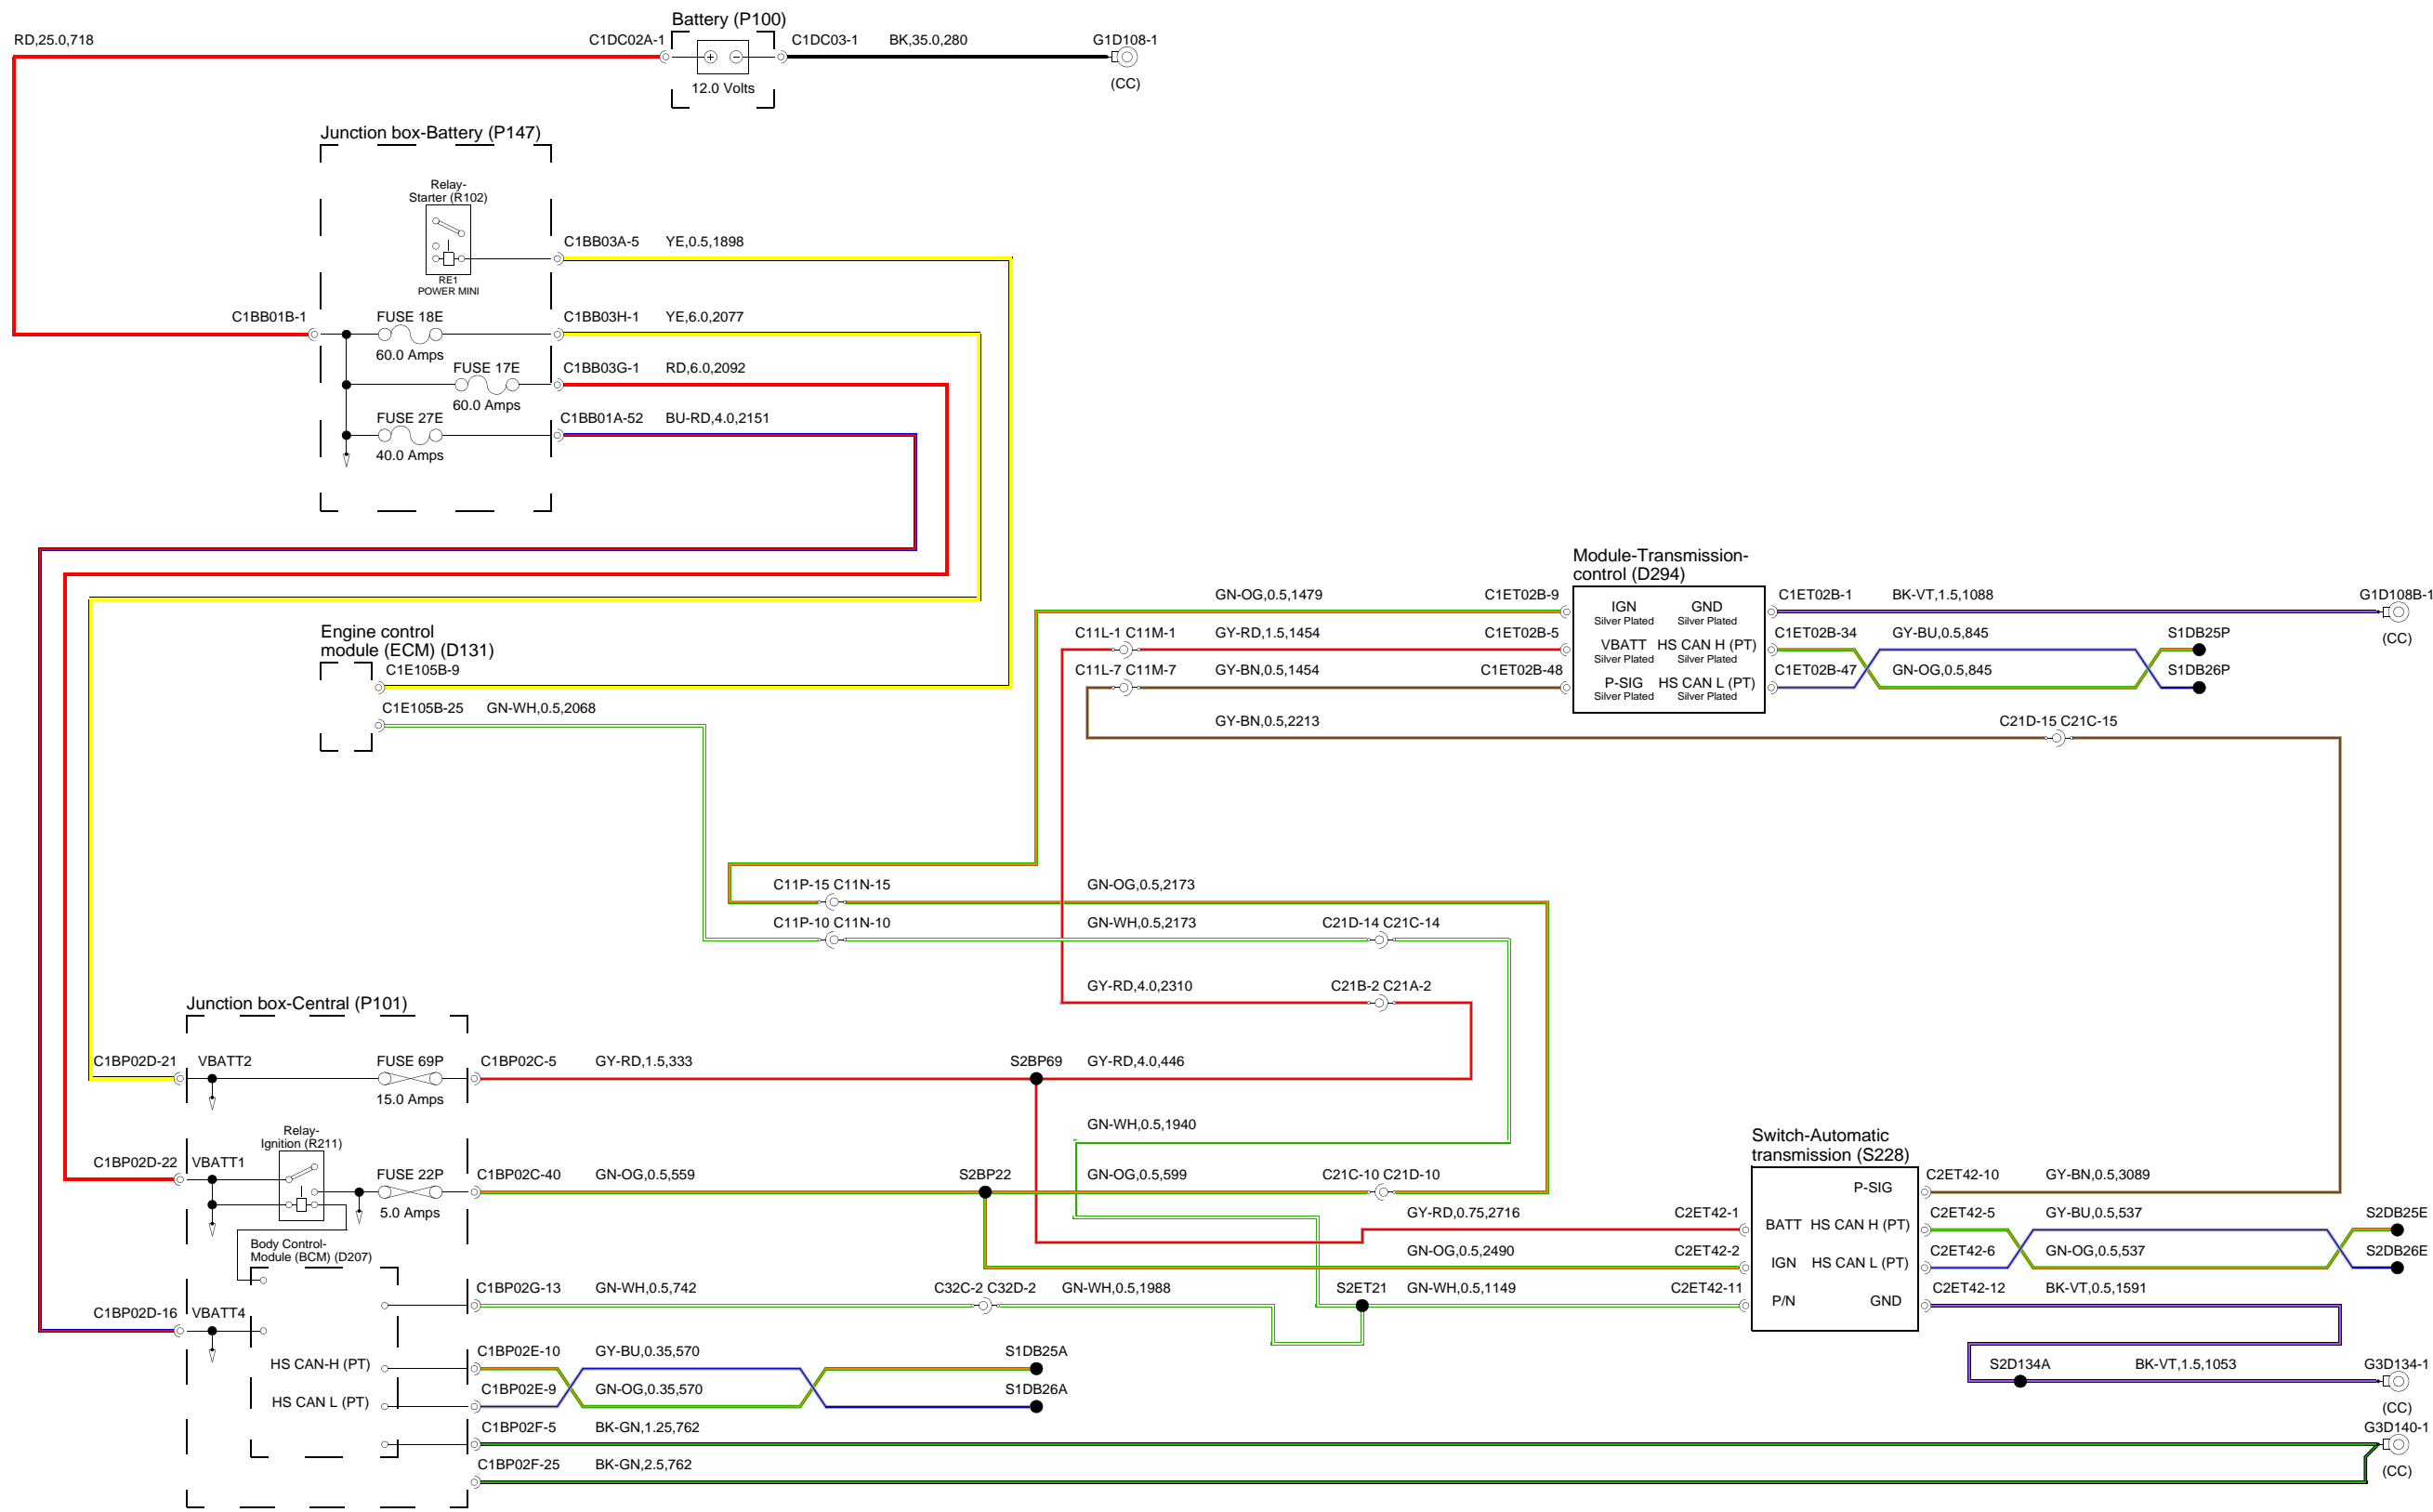 Battery (P100)
RD,25.0,718
C1DC02A-1
C1DC03-1
BK,35.0,280
G1D108-1
12.0 Volts
(CC)
Junction box-Battery (P147)
Relay-
Starter (R102)
RE1
POWER MINI
C1BB03A-5
YE,0.5,1898
C1BB01B-1
FUSE 18E
60.0 Amps
C1BB03H-1
YE,6.0,2077
FUSE 17E
60.0 Amps
C1BB03G-1
RD,6.0,2092
FUSE 27E
40.0 Amps
C1BB01A-52
BU-RD,4.0,2151
Engine control
module (ECM) (D131)
C1E105B-9
C1E105B-25
GN-WH,0.5,2068
Module-Transmission-
control (D294)
GN-OG,0.5,1479
C1ET02B-9
IGN
Silver Plated
GND
Silver Plated
C1ET02B-1
BK-VT,1.5,1088
G1D108B-1
(CC)
C11L-1 C11M-1
GY-RD,1.5,1454
C1ET02B-5
VBATT
Silver Plated
HS CAN H (PT)
Silver Plated
C1ET02B-34
GY-BU,0.5,845
S1DB25P
C11L-7 C11M-7
GY-BN,0.5,1454
C1ET02B-48
P-SIG
Silver Plated
HS CAN L (PT)
Silver Plated
C1ET02B-47
GN-OG,0.5,845
S1DB26P
GY-BN,0.5,2213
C21D-15 C21C-15
C11P-15 C11N-15
GN-OG,0.5,2173
C11P-10 C11N-10
GN-WH,0.5,2173
C21D-14 C21C-14
GY-RD,4.0,2310
C21B-2 C21A-2
Junction box-Central (P101)
C1BP02D-21
VBATT2
FUSE 69P
15.0 Amps
C1BP02C-5
GY-RD,1.5,333
S2BP69
GY-RD,4.0,446
GN-WH,0.5,1940
Relay-
Ignition (R211)
C1BP02D-22
VBATT1
FUSE 22P
5.0 Amps
C1BP02C-40
GN-OG,0.5,559
S2BP22
GN-OG,0.5,599
C21C-10 C21D-10
Switch-Automatic
transmission (S228)
P-SIG
C2ET42-10
GY-BN,0.5,3089
GY-RD,0.75,2716
C2ET42-1
BATT
HS CAN H (PT)
C2ET42-5
GY-BU,0.5,537
S2DB25E
GN-OG,0.5,2490
C2ET42-2
IGN
HS CAN L (PT)
C2ET42-6
GN-OG,0.5,537
S2DB26E
Body Control-
Module (BCM) (D207)
C1BP02G-13
GN-WH,0.5,742
C32C-2 C32D-2
GN-WH,0.5,1988
S2ET21
GN-WH,0.5,1149
C2ET42-11
P/N
GND
C2ET42-12
BK-VT,0.5,1591
C1BP02D-16
VBATT4
HS CAN-H (PT)
C1BP02E-10
GY-BU,0.35,570
S1DB25A
S2D134A
BK-VT,1.5,1053
G3D134-1
(CC)
HS CAN L (PT)
C1BP02E-9
GN-OG,0.35,570
S1DB26A
C1BP02F-5
BK-GN,1.25,762
G3D140-1
(CC)
C1BP02F-25
BK-GN,2.5,762